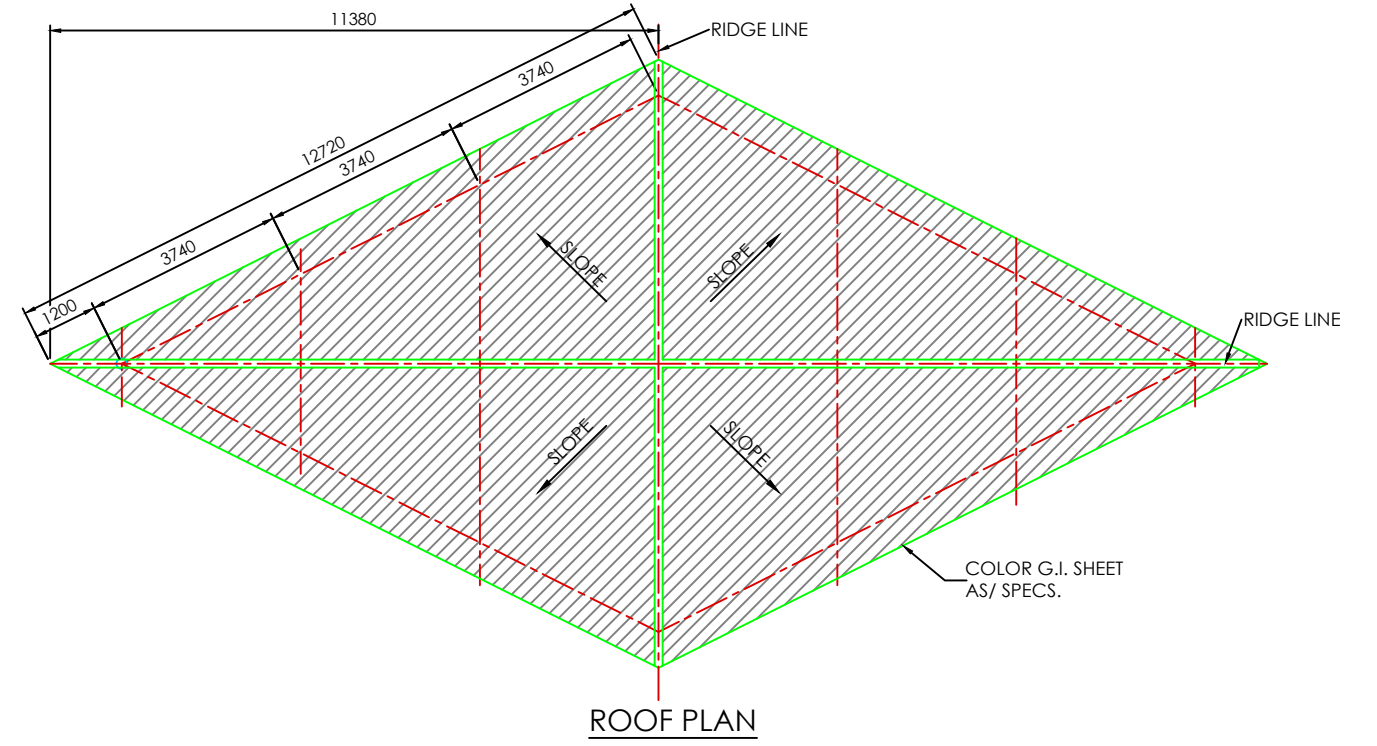 11380
RIDGE LINE
3740
12720
3740
3740
1200
SLOPE
SLOPE
RIDGE LINE
SLOPE
SLOPE
COLOR G.I. SHEET
AS/ SPECS.
ROOF PLAN